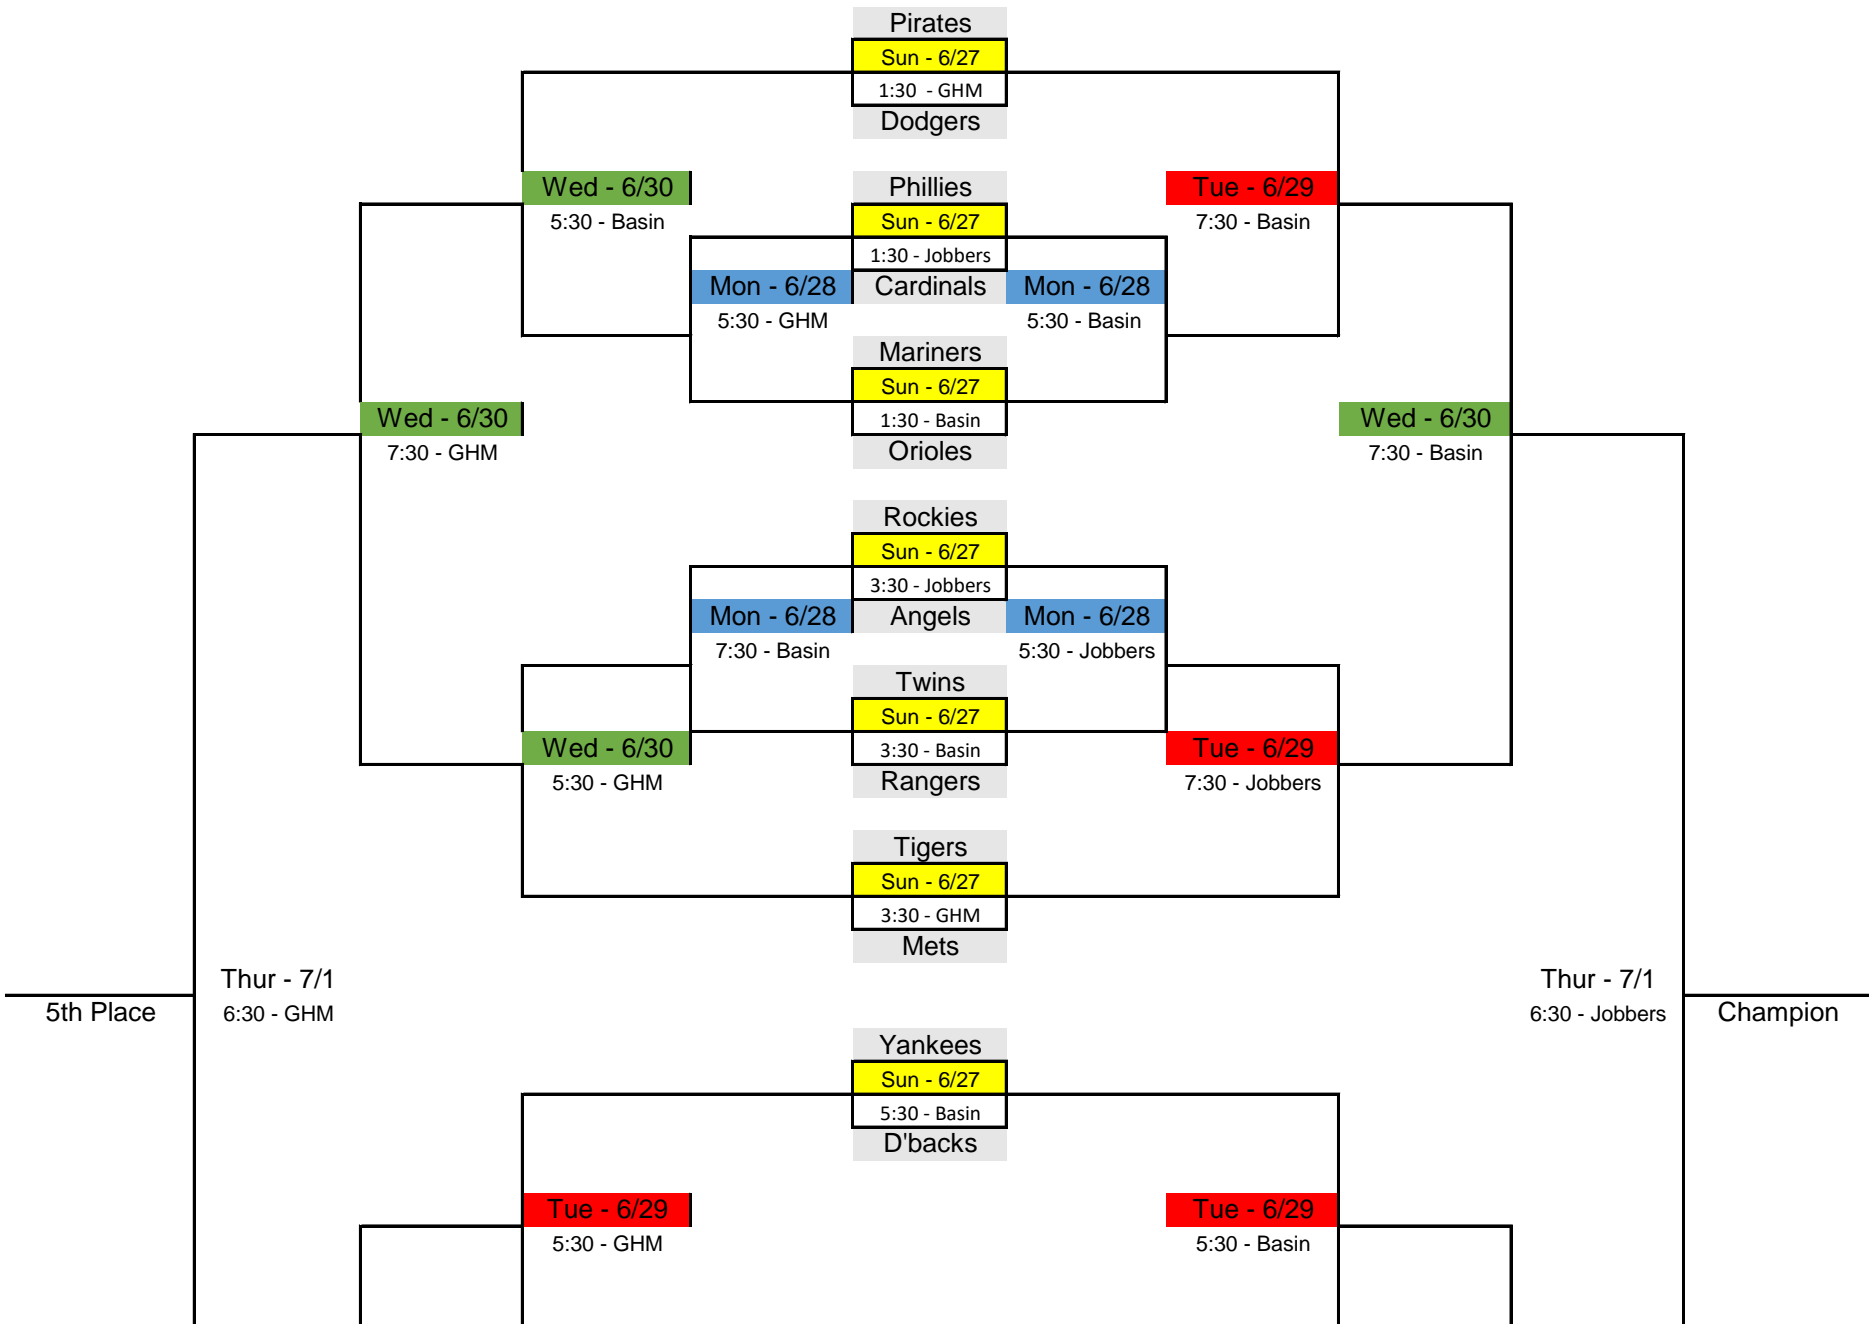 Pirates
Sun - 6/27
1:30 - GHM
Dodgers
Wed - 6/30
Phillies
Tue - 6/29
5:30 - Basin
Sun - 6/27
7:30 - Basin
1:30 - Jobbers
Mon - 6/28
Cardinals
Mon - 6/28
5:30 - GHM
5:30 - Basin
Mariners
Sun - 6/27
Wed - 6/30
1:30 - Basin
Wed - 6/30
7:30 - GHM
Orioles
7:30 - Basin
Rockies
Sun - 6/27
3:30 - Jobbers
Mon - 6/28
Angels
Mon - 6/28
7:30 - Basin
5:30 - Jobbers
Twins
Sun - 6/27
Wed - 6/30
3:30 - Basin
Tue - 6/29
5:30 - GHM
Rangers
7:30 - Jobbers
Tigers
Sun - 6/27
3:30 - GHM
Mets
Thur - 7/1
Thur - 7/1
5th Place
6:30 - GHM
6:30 - Jobbers
Champion
Yankees
Sun - 6/27
5:30 - Basin
D'backs
Tue - 6/29
Tue - 6/29
5:30 - GHM
5:30 - Basin